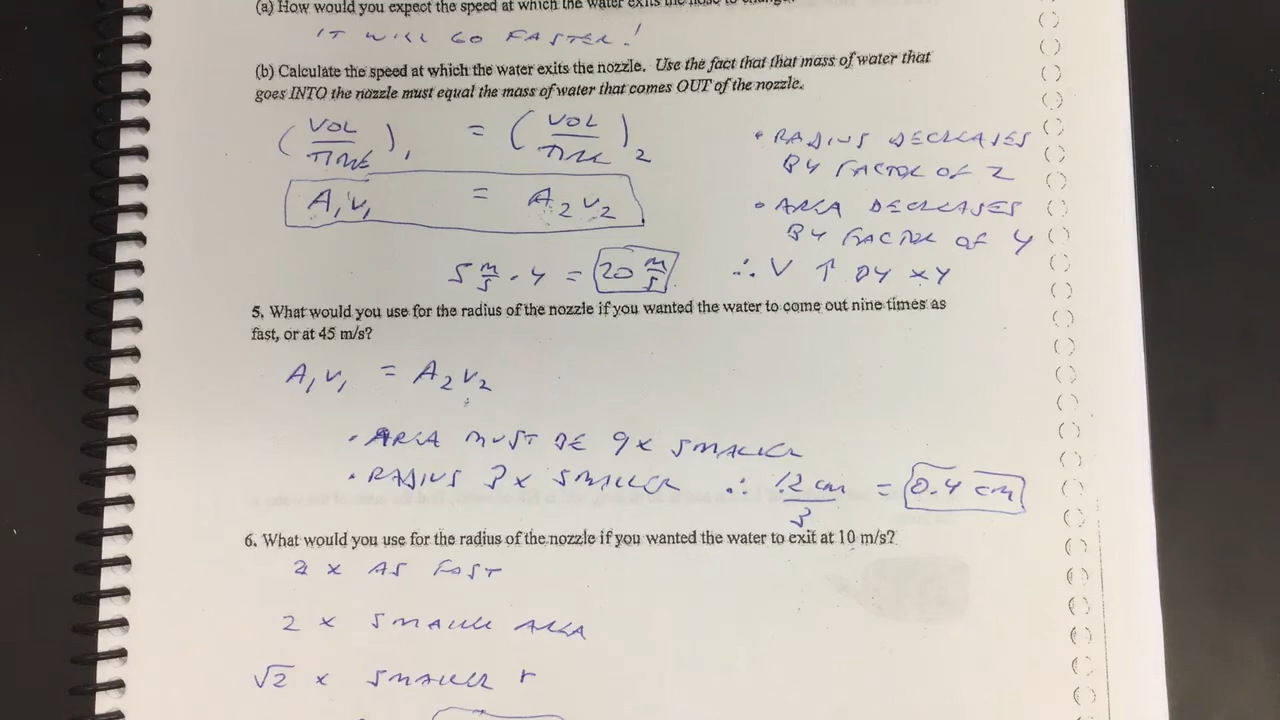 (a) How would you expect the speed at which the water exits the hose to change?
IT WILL GO FASTER!
(b) Calculate the speed at which the water exits the nozzle. Use the fact that that mass of water that
goes INTO the nozzle must equal the mass of water that comes OUT of the nozzle.
(VOL/TIME)₁ = (VOL/TIME)₂
A₁v₁ = A₂v₂
5 m/s · 4 = 20 m/s
• RADIUS DECREASES
BY FACTOR OF 2
• AREA DECREASES
BY FACTOR OF 4
∴ V ↑ BY x4
5. What would you use for the radius of the nozzle if you wanted the water to come out nine times as
fast, or at 45 m/s?
A₁v₁ = A₂v₂
• AREA MUST BE 9x SMALLER
• RADIUS 3x SMALLER ∴ 1.2 cm/3 = 0.4 cm
6. What would you use for the radius of the nozzle if you wanted the water to exit at 10 m/s?
2 x AS FAST
2 x SMALLER AREA
√2 x SMALLER r